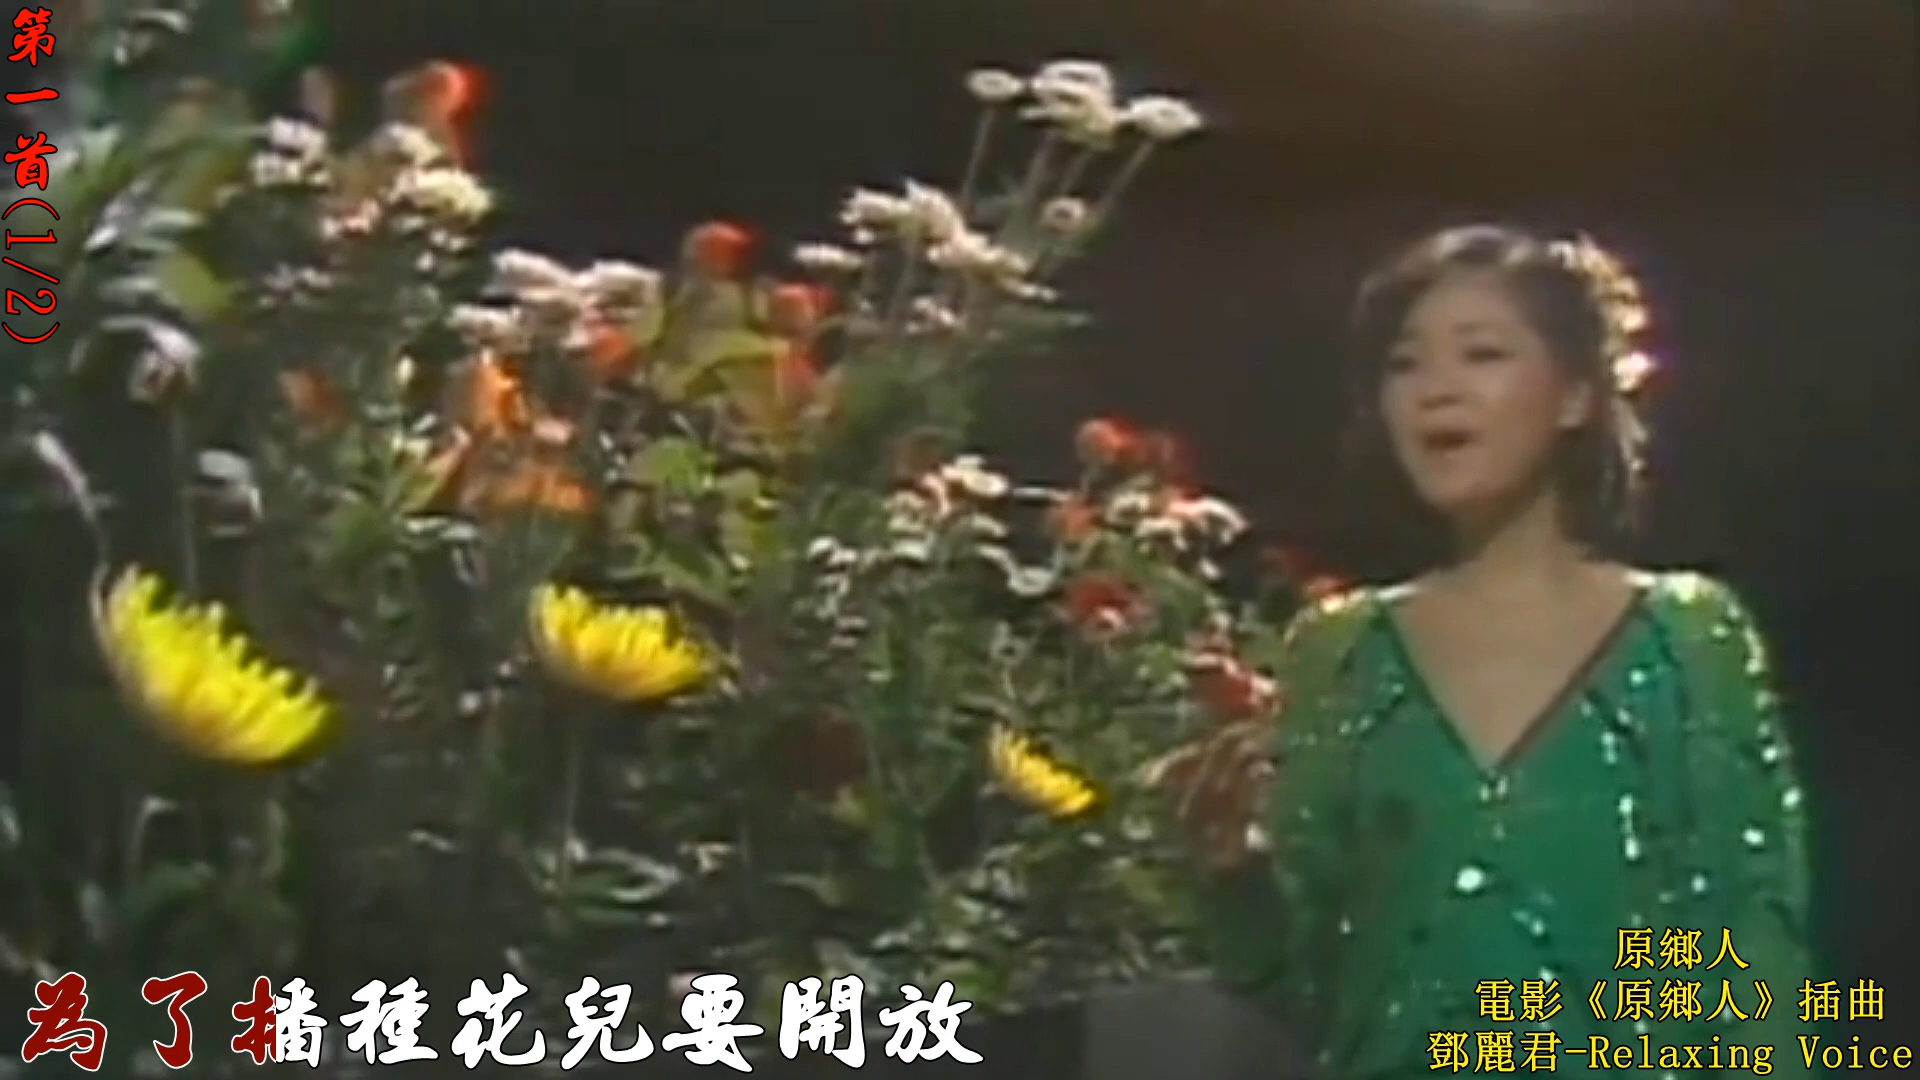 第一首(1/2)
為了播種花兒要開放
原鄉人
電影《原鄉人》插曲
鄧麗君-Relaxing Voice